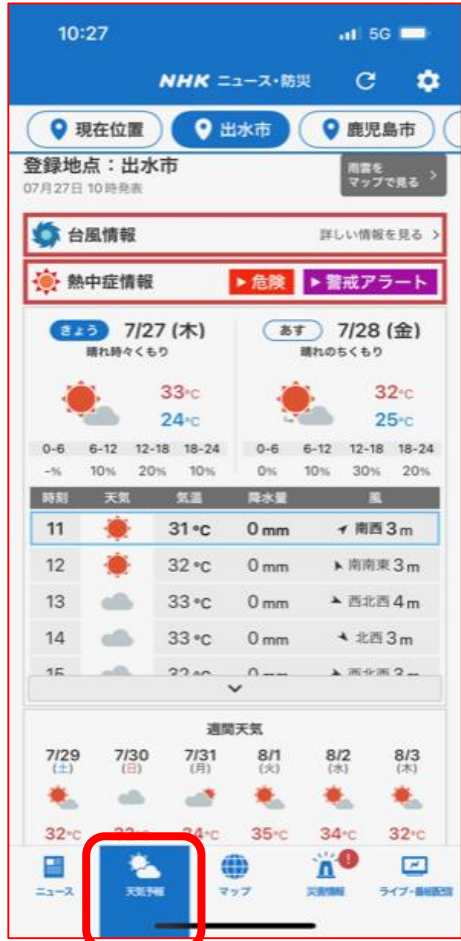 10:27 5G
NHK ニュース・防災
現在位置 出水市 鹿児島市
登録地点：出水市
07月27日 10時発表
雨雲を
マップで見る
台風情報 詳しい情報を見る
熱中症情報 危険 警戒アラート
きょう 7/27 (木) あす 7/28 (金)
晴れ時々くもり 晴れのちくもり
33℃ 32℃
24℃ 25℃
0-6 6-12 12-18 18-24 0-6 6-12 12-18 18-24
-% 10% 20% 10% 0% 10% 30% 20%
時刻 天気 気温 降水量 風
11 31℃ 0mm 南西 3m
12 32℃ 0mm 南南東 3m
13 33℃ 0mm 西北西 4m
14 33℃ 0mm 北西 3m
15 32℃ 0mm 西北西 3m
週間天気
7/29 7/30 7/31 8/1 8/2 8/3
(土) (日) (月) (火) (水) (木)
32℃ 33℃ 34℃ 35℃ 34℃ 32℃
ニュース 天気予報 マップ 災害情報 ライブ・番組配信